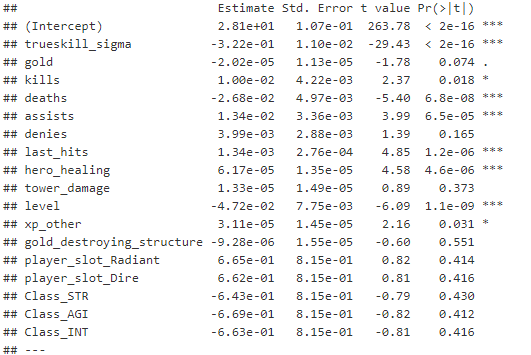 ##                            Estimate Std. Error t value Pr(>|t|)
## (Intercept)                2.81e+01   1.07e-01  263.78  < 2e-16 ***
## trueskill_sigma           -3.22e-01   1.10e-02  -29.43  < 2e-16 ***
## gold                      -2.02e-05   1.13e-05   -1.78    0.074 .
## kills                      1.00e-02   4.22e-03    2.37    0.018 *
## deaths                    -2.68e-02   4.97e-03   -5.40  6.8e-08 ***
## assists                    1.34e-02   3.36e-03    3.99  6.5e-05 ***
## denies                     3.99e-03   2.88e-03    1.39    0.165
## last_hits                  1.34e-03   2.76e-04    4.85  1.2e-06 ***
## hero_healing               6.17e-05   1.35e-05    4.58  4.6e-06 ***
## tower_damage               1.33e-05   1.49e-05    0.89    0.373
## level                     -4.72e-02   7.75e-03   -6.09  1.1e-09 ***
## xp_other                   3.11e-05   1.45e-05    2.16    0.031 *
## gold_destroying_structure -9.28e-06   1.55e-05   -0.60    0.551
## player_slot_Radiant        6.65e-01   8.15e-01    0.82    0.414
## player_slot_Dire           6.62e-01   8.15e-01    0.81    0.416
## Class_STR                 -6.43e-01   8.15e-01   -0.79    0.430
## Class_AGI                 -6.69e-01   8.15e-01   -0.82    0.412
## Class_INT                 -6.63e-01   8.15e-01   -0.81    0.416
## ---